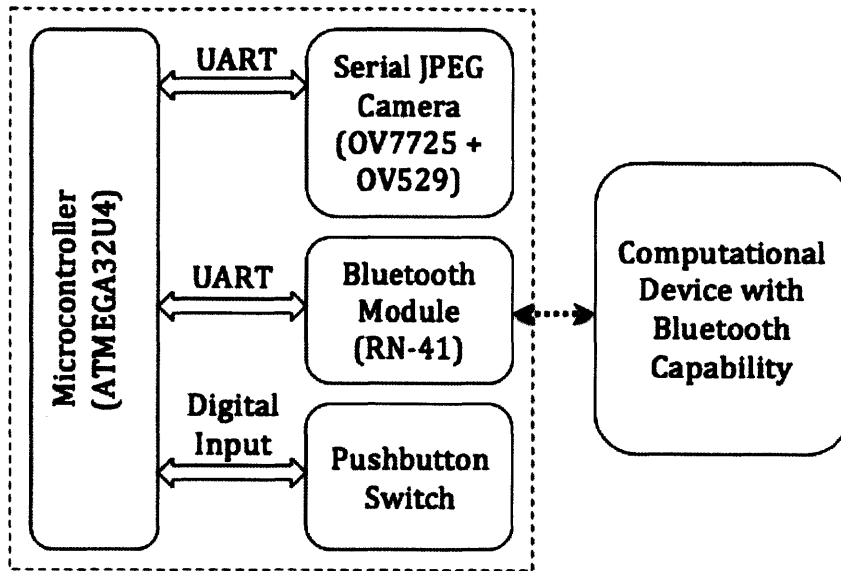 Microcontroller
(ATMEGA32U4)
UART
Serial JPEG
Camera
(OV7725 +
OV529)
UART
Bluetooth
Module
(RN-41)
Digital
Input
Pushbutton
Switch
Computational
Device with
Bluetooth
Capability